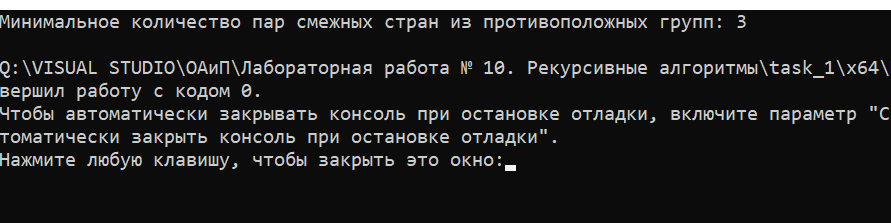 Минимальное количество пар смежных стран из противоположных групп: 3
Q:\VISUAL STUDIO\ОАиП\Лабораторная работа № 10. Рекурсивные алгоритмы\task_1\x64\
вершил работу с кодом 0.
Чтобы автоматически закрывать консоль при остановке отладки, включите параметр "С
томатически закрыть консоль при остановке отладки".
Нажмите любую клавишу, чтобы закрыть это окно: